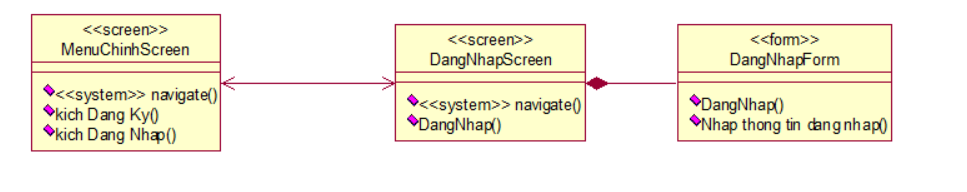 <<screen>>
MenuChinhScreen
<<system>> navigate()
kich Dang Ky()
kich Dang Nhap()
<<screen>>
DangNhapScreen
<<system>> navigate()
DangNhap()
<<form>>
DangNhapForm
DangNhap()
Nhap thong tin dang nhap()